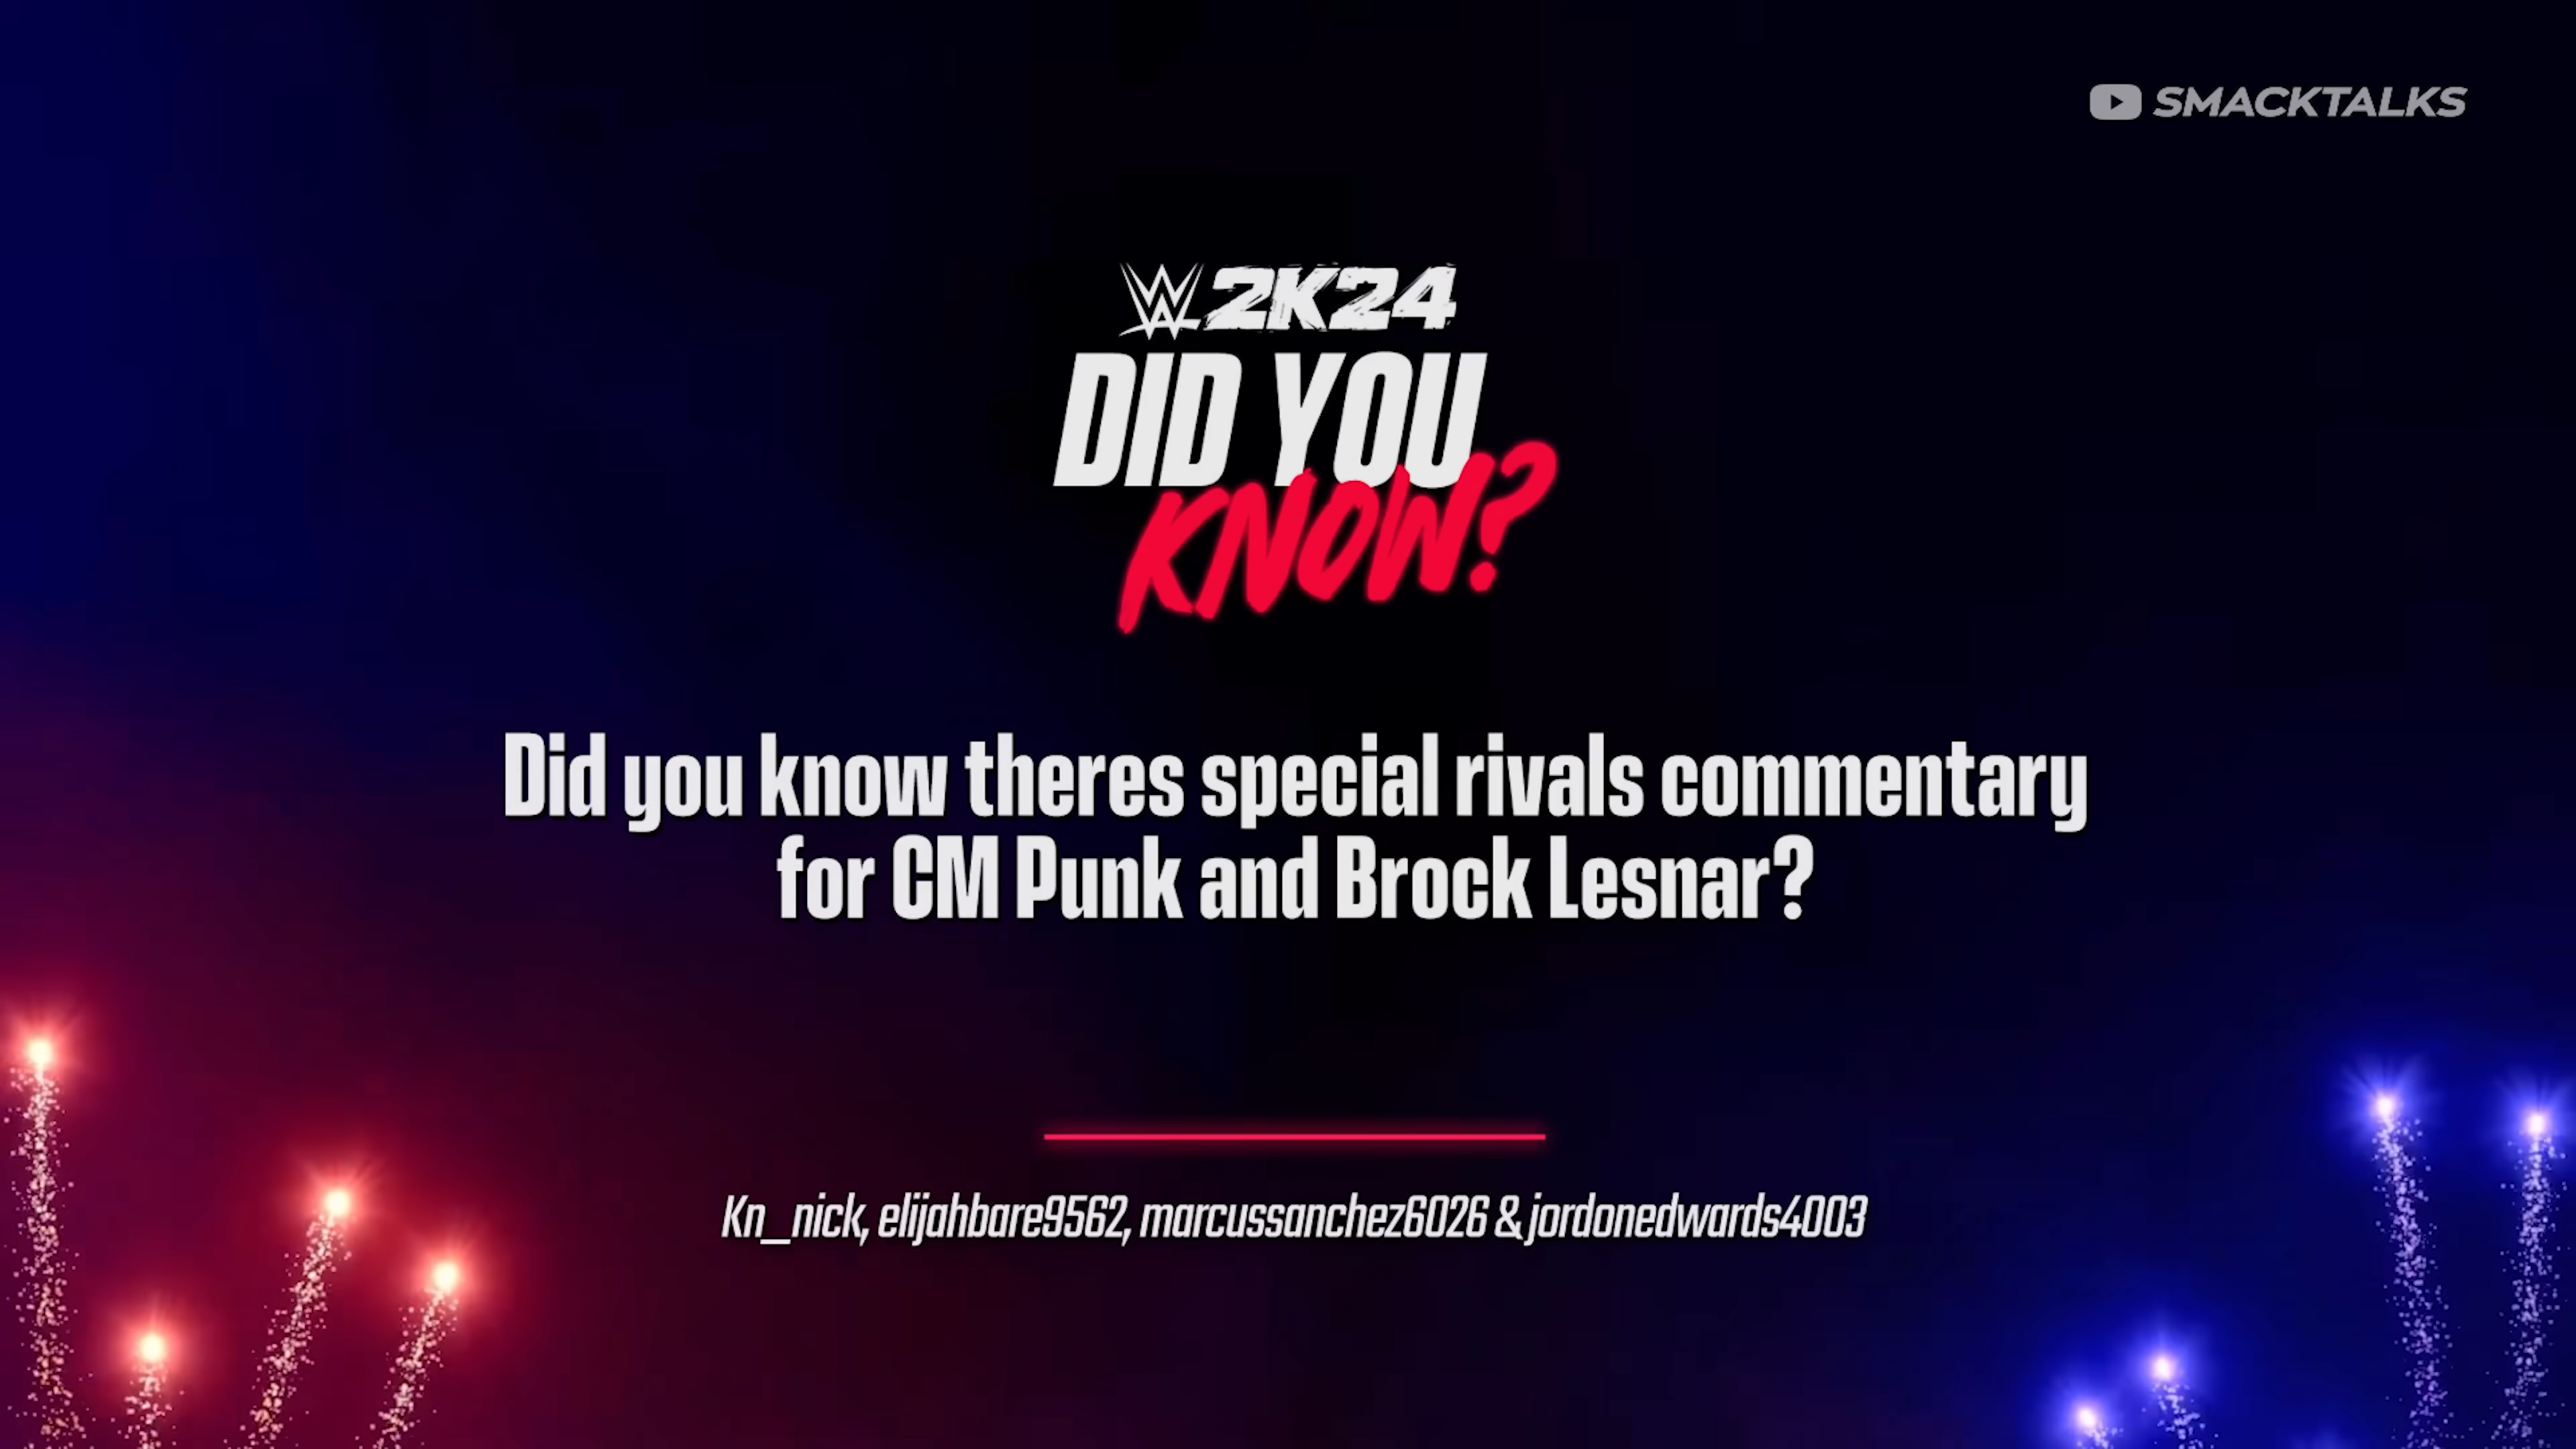 SMACKTALKS
W 2K24
DID YOU
KNOW?
Did you know theres special rivals commentary
for CM Punk and Brock Lesnar?
Kn_nick, elijahbare9562, marcussanchez6026 & jordonedwards4003